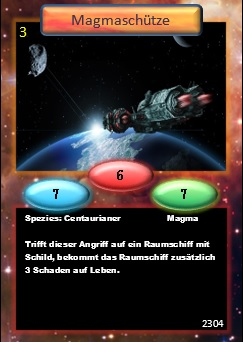 Magmaschütze
3
6
7 7
Spezies: Centaurianer Magma
Trifft dieser Angriff auf ein Raumschiff mit
Schild, bekommt das Raumschiff zusätzlich
3 Schaden auf Leben.
2304